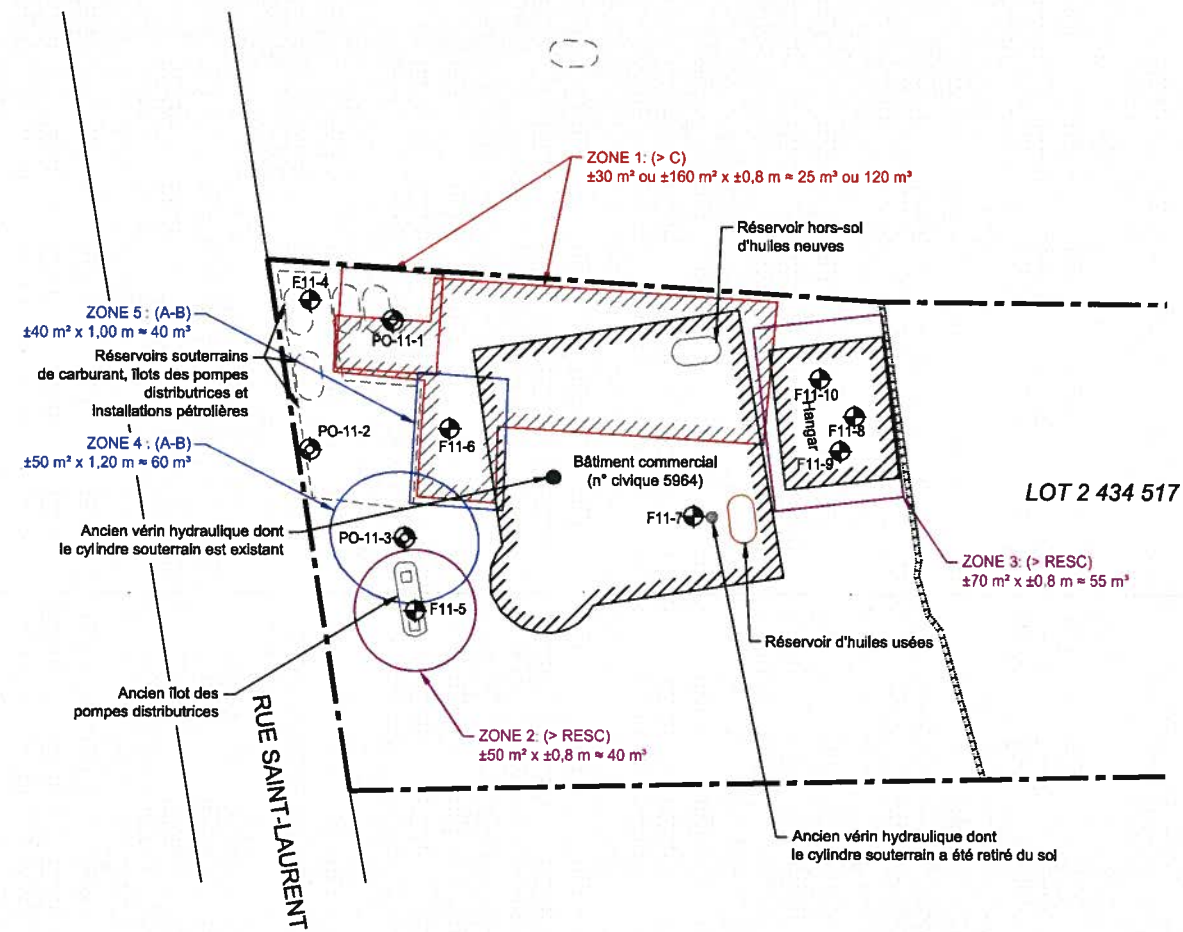 ZONE 1: (> C)
±30 m² ou ±160 m² x ±0,8 m ≈ 25 m³ ou 120 m³
Réservoir hors-sol
d'huiles neuves
F11-4
ZONE 5 : (A-B)
±40 m² x 1,00 m ≈ 40 m³
PO-11-1
Réservoirs souterrains
de carburant, îlots des pompes
distributrices et
installations pétrolières
F11-10
Hangar
F11-8
F11-9
PO-11-2
F11-6
ZONE 4 : (A-B)
±50 m² x 1,20 m ≈ 60 m³
Bâtiment commercial
(n° civique 5964)
LOT 2 434 517
F11-7
Ancien vérin hydraulique dont
le cylindre souterrain est existant
PO-11-3
ZONE 3: (> RESC)
±70 m² x ±0,8 m ≈ 55 m³
F11-5
Réservoir d'huiles usées
Ancien îlot des
pompes distributrices
RUE SAINT-LAURENT
ZONE 2: (> RESC)
±50 m² x ±0,8 m ≈ 40 m³
Ancien vérin hydraulique dont
le cylindre souterrain a été retiré du sol